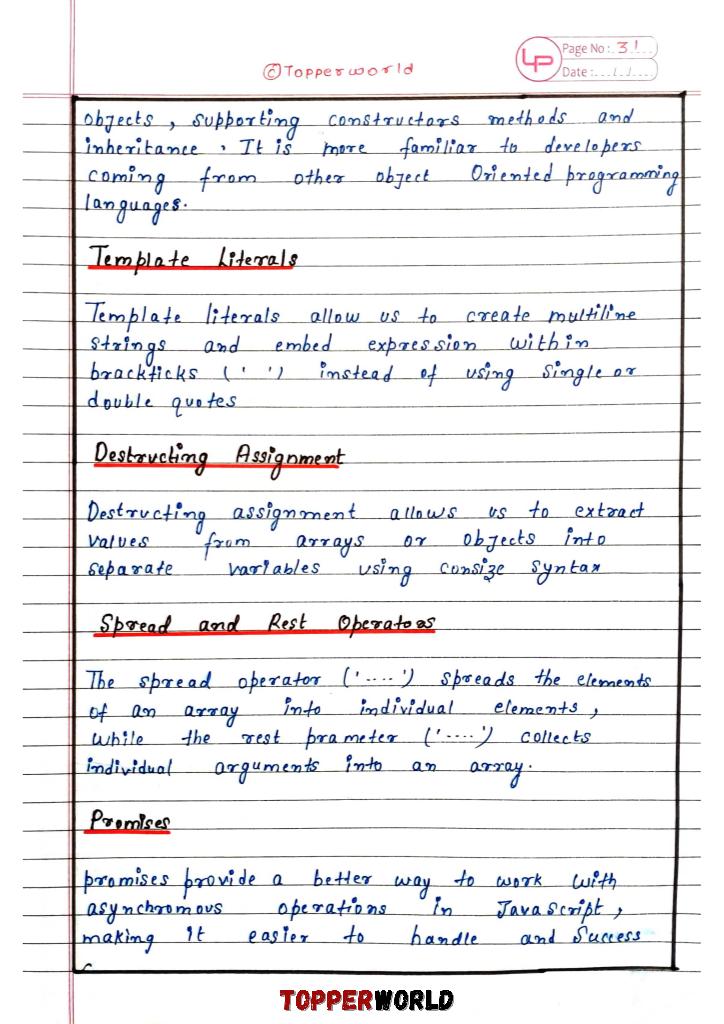 ©Topperworld
Page No: 31
Date:
objects, supporting constructors methods and
inheritance, It is more familiar to developers
coming from other object Oriented programming
languages.
Template Literals
Template literals allow us to create multiline
strings and embed expression within
brackticks (' ') instead of using single or
double quotes
Destructing Assignment
Destructing assignment allows us to extract
values from arrays or objects into
separate variables using consize syntax
Spread and Rest Operators
The spread operator ('....') spreads the elements
of an array into individual elements,
while the rest prameter ('....') collects
individual arguments into an array.
Promises
promises provide a better way to work with
asynchromous operations in JavaScript,
making it easier to handle and success
TOPPERWORLD